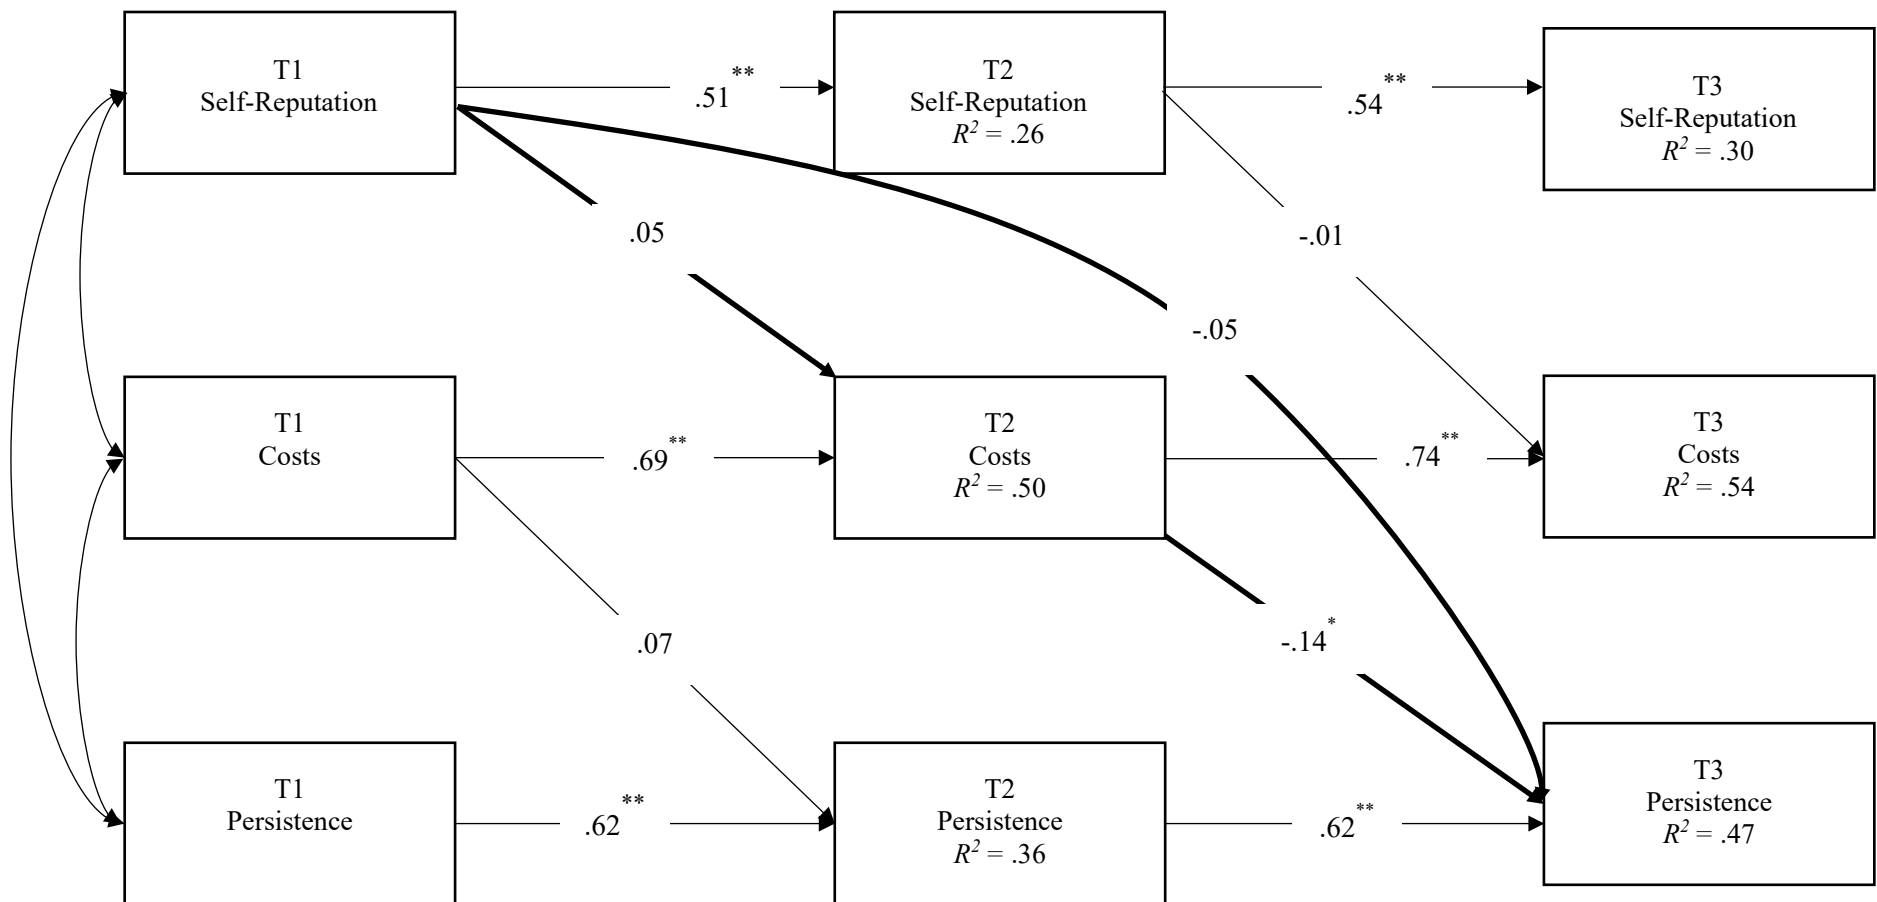 T1
Self-Reputation
.51**
T2
Self-Reputation
R² = .26
.54**
T3
Self-Reputation
R² = .30
.05
-.01
-.05
T1
Costs
.69**
T2
Costs
R² = .50
.74**
T3
Costs
R² = .54
.07
-.14*
T1
Persistence
.62**
T2
Persistence
R² = .36
.62**
T3
Persistence
R² = .47